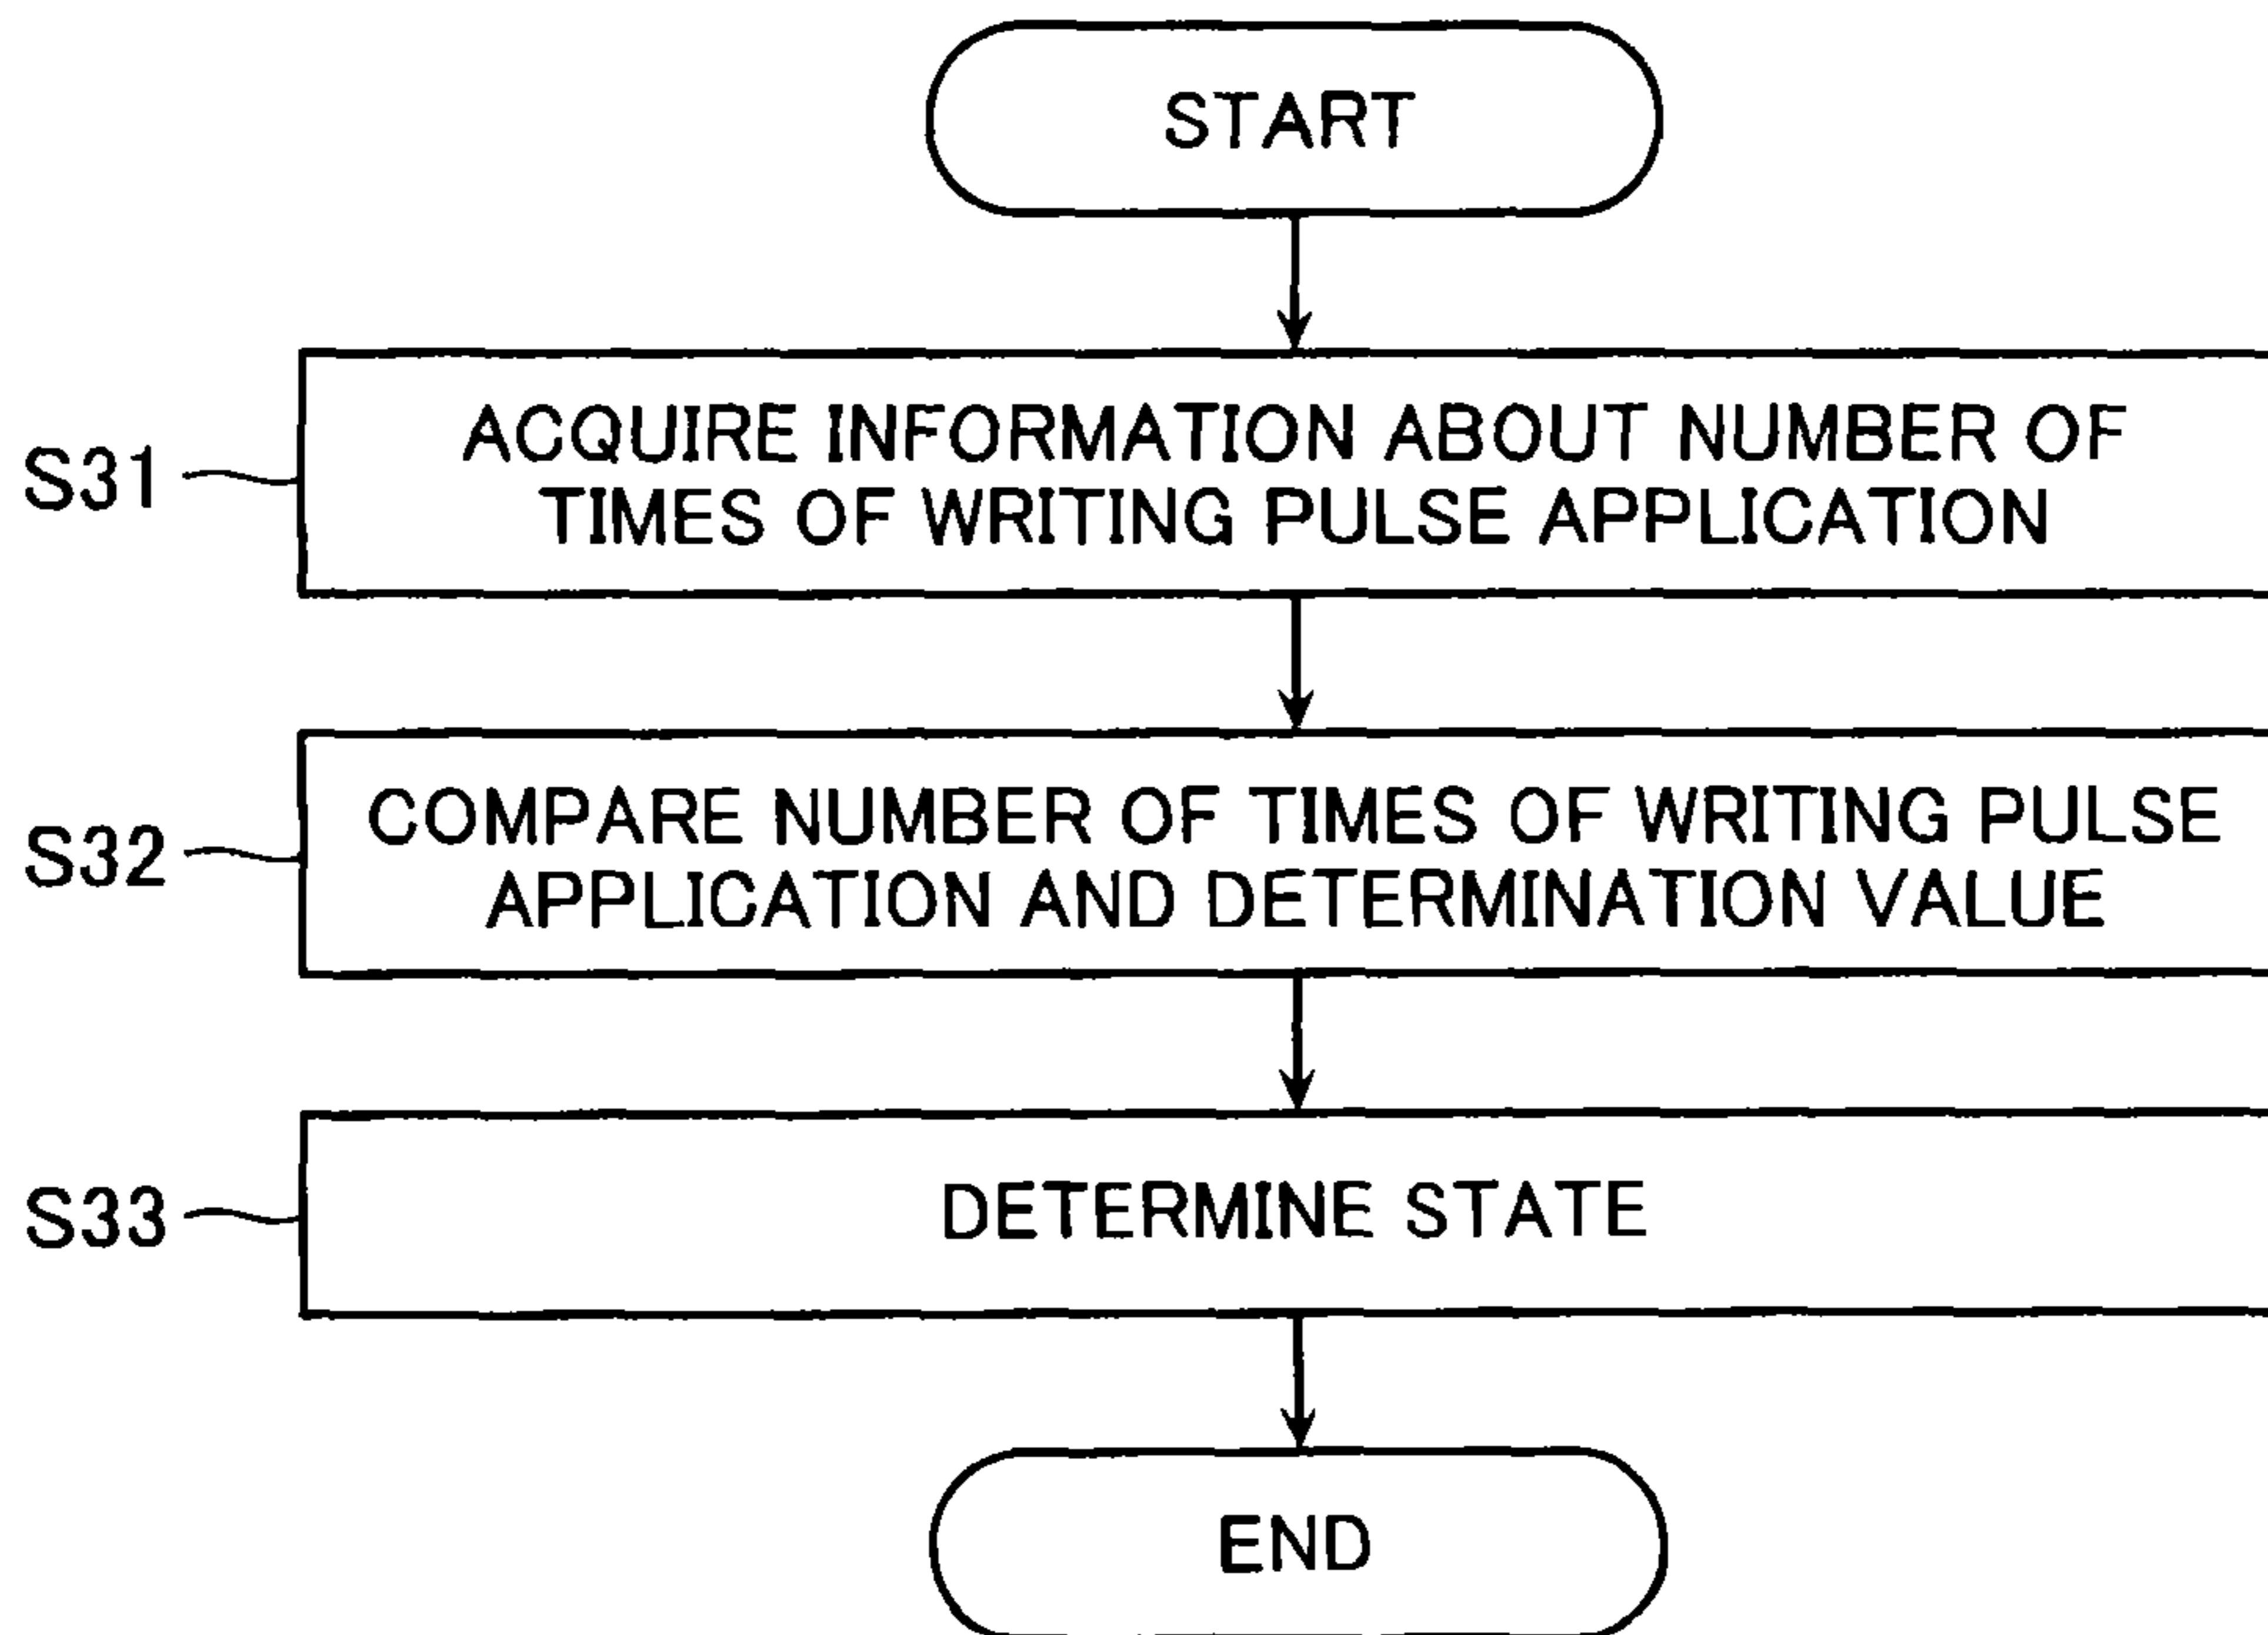 START
S31
ACQUIRE INFORMATION ABOUT NUMBER OF
TIMES OF WRITING PULSE APPLICATION
S32
COMPARE NUMBER OF TIMES OF WRITING PULSE
APPLICATION AND DETERMINATION VALUE
S33
DETERMINE STATE
END